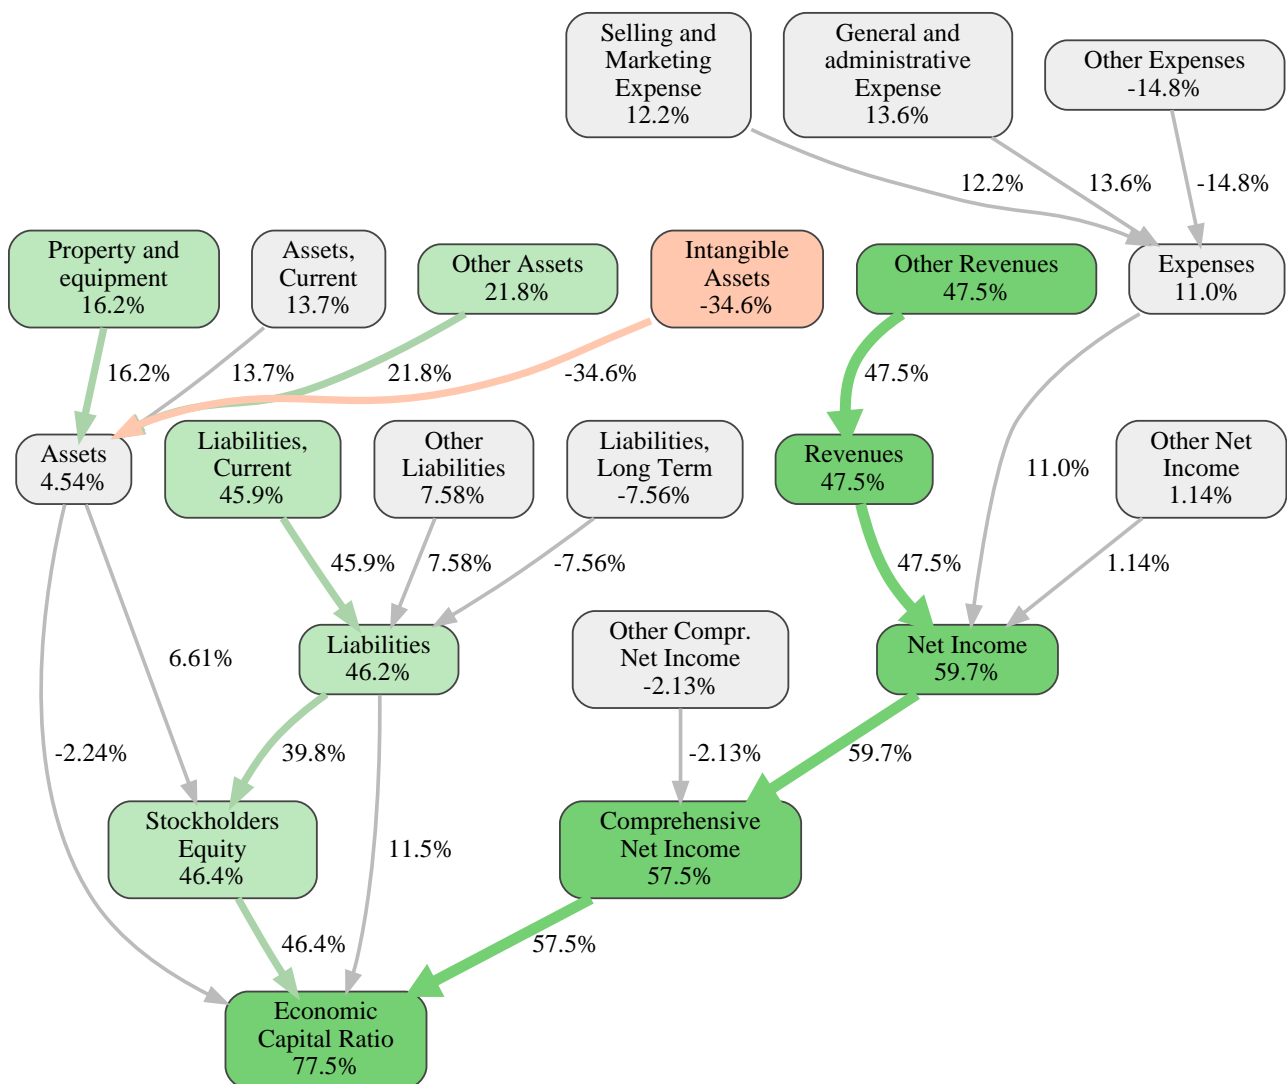 Selling and
Marketing
Expense
12.2%
General and
administrative
Expense
13.6%
Other Expenses
-14.8%
12.2%
13.6%
-14.8%
Property and
equipment
16.2%
Assets,
Current
13.7%
Other Assets
21.8%
Intangible
Assets
-34.6%
Other Revenues
47.5%
Expenses
11.0%
16.2%
13.7%
21.8%
-34.6%
47.5%
Assets
4.54%
Liabilities,
Current
45.9%
Other
Liabilities
7.58%
Liabilities,
Long Term
-7.56%
Revenues
47.5%
11.0%
Other Net
Income
1.14%
45.9%
7.58%
-7.56%
47.5%
1.14%
6.61%
Liabilities
46.2%
Other Compr.
Net Income
-2.13%
Net Income
59.7%
-2.24%
39.8%
-2.13%
59.7%
Stockholders
Equity
46.4%
11.5%
Comprehensive
Net Income
57.5%
46.4%
57.5%
Economic
Capital Ratio
77.5%